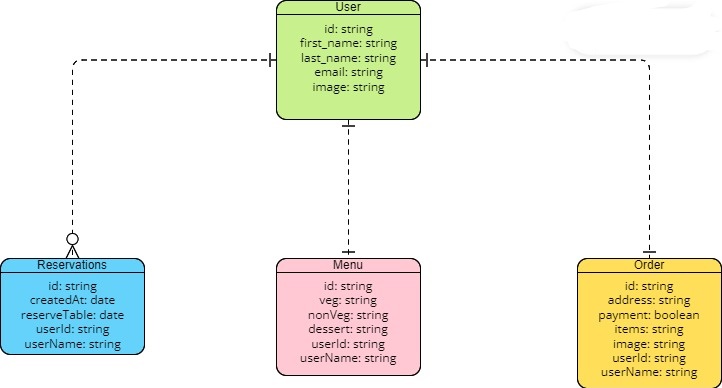 User
id: string
first_name: string
last_name: string
email: string
image: string
Reservations
id: string
createdAt: date
reserveTable: date
userId: string
userName: string
Menu
id: string
veg: string
nonVeg: string
dessert: string
userId: string
userName: string
Order
id: string
address: string
payment: boolean
items: string
image: string
userId: string
userName: string